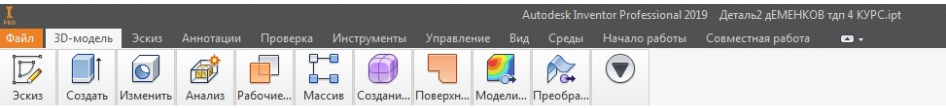 I
PRO
Autodesk Inventor Professional 2019 Деталь2 дЕМЕНКОВ тдп 4 КУРС.ipt
Файл 3D-модель Эскиз Аннотации Проверка Инструменты Управление Вид Среды Начало работы Совместная работа
Эскиз Создать Изменить Анализ Рабочие... Массив Создани... Поверхн... Модели... Преобра...